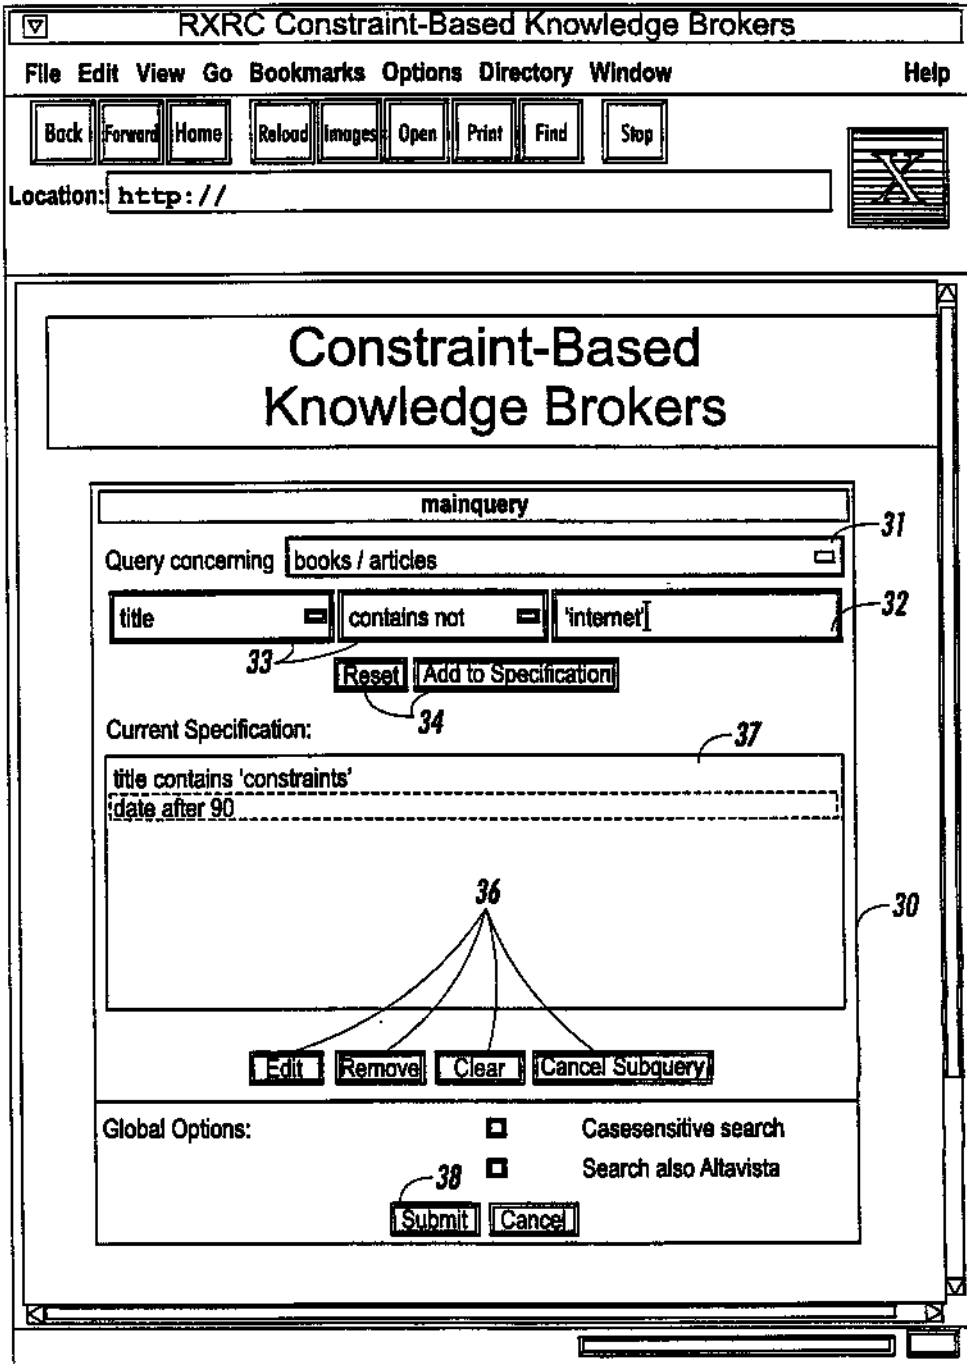 RXRC Constraint-Based Knowledge Brokers
File Edit View Go Bookmarks Options Directory Window Help
Back Forward Home Reload Images Open Print Find Stop
X
Location: http://
Constraint-Based
Knowledge Brokers
mainquery
31
Query concerning books / articles
title contains not 'internet' 32
33
Reset Add to Specification
34
Current Specification:
37
title contains 'constraints'
date after 90
36
30
Edit Remove Clear Cancel Subquery
Global Options: Casesensitive search
Search also Altavista
38
Submit Cancel